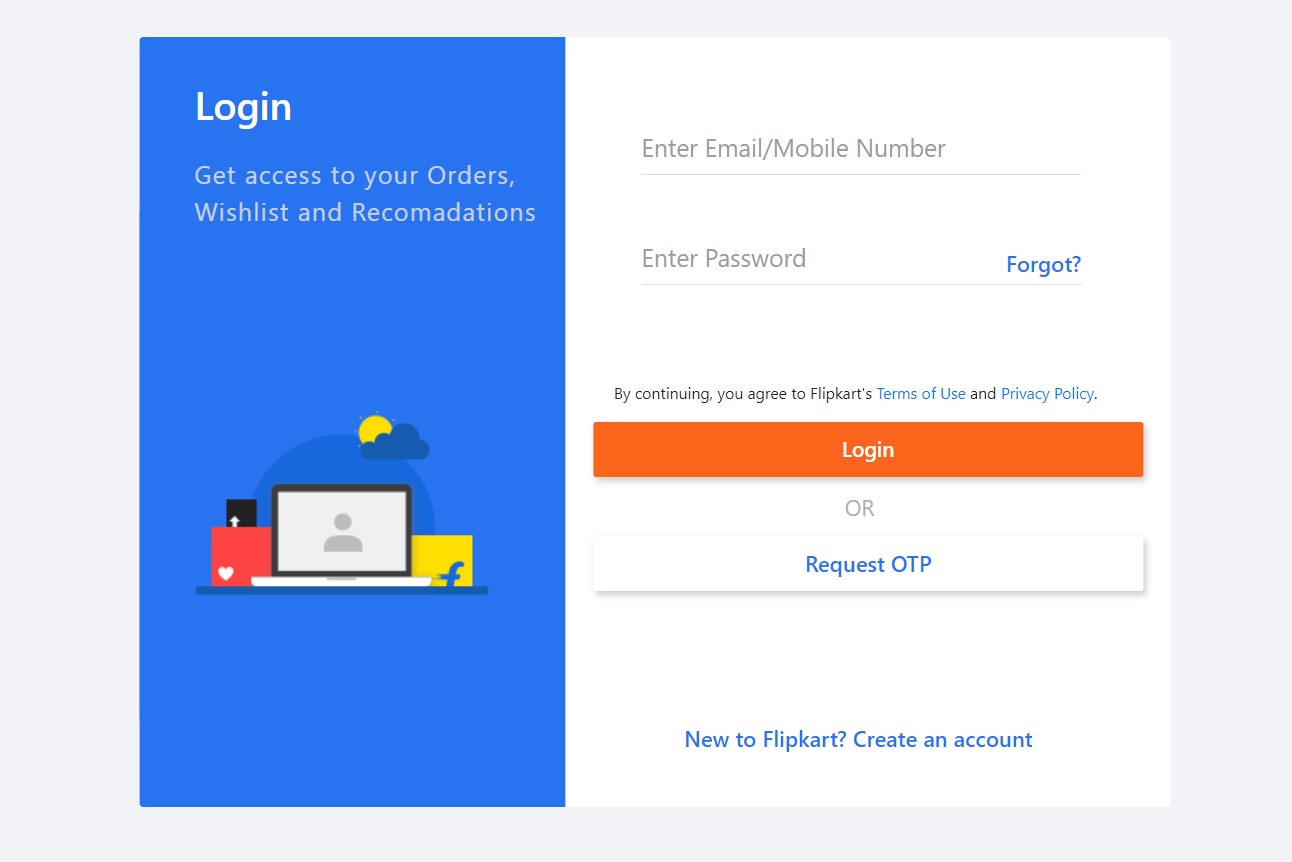 Login
Get access to your Orders,
Wishlist and Recomadations
Enter Email/Mobile Number
Enter Password
Forgot?
By continuing, you agree to Flipkart's Terms of Use and Privacy Policy.
Login
OR
Request OTP
New to Flipkart? Create an account
f